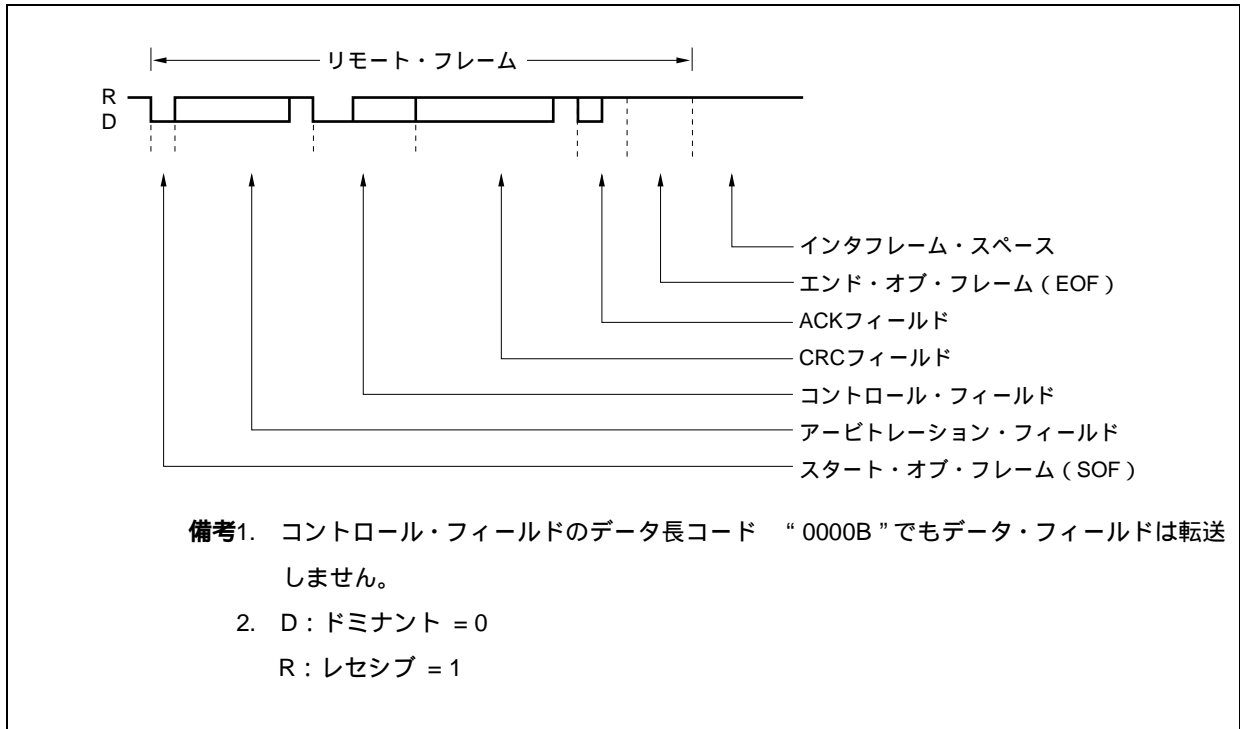 リモート・フレーム
R
D
インタフレーム・スペース
エンド・オブ・フレーム（EOF）
ACKフィールド
CRCフィールド
コントロール・フィールド
アービトレーション・フィールド
スタート・オブ・フレーム（SOF）
備考1. コントロール・フィールドのデータ長コード “0000B”でもデータ・フィールドは転送
しません。
2. D：ドミナント = 0
R：レセシブ = 1